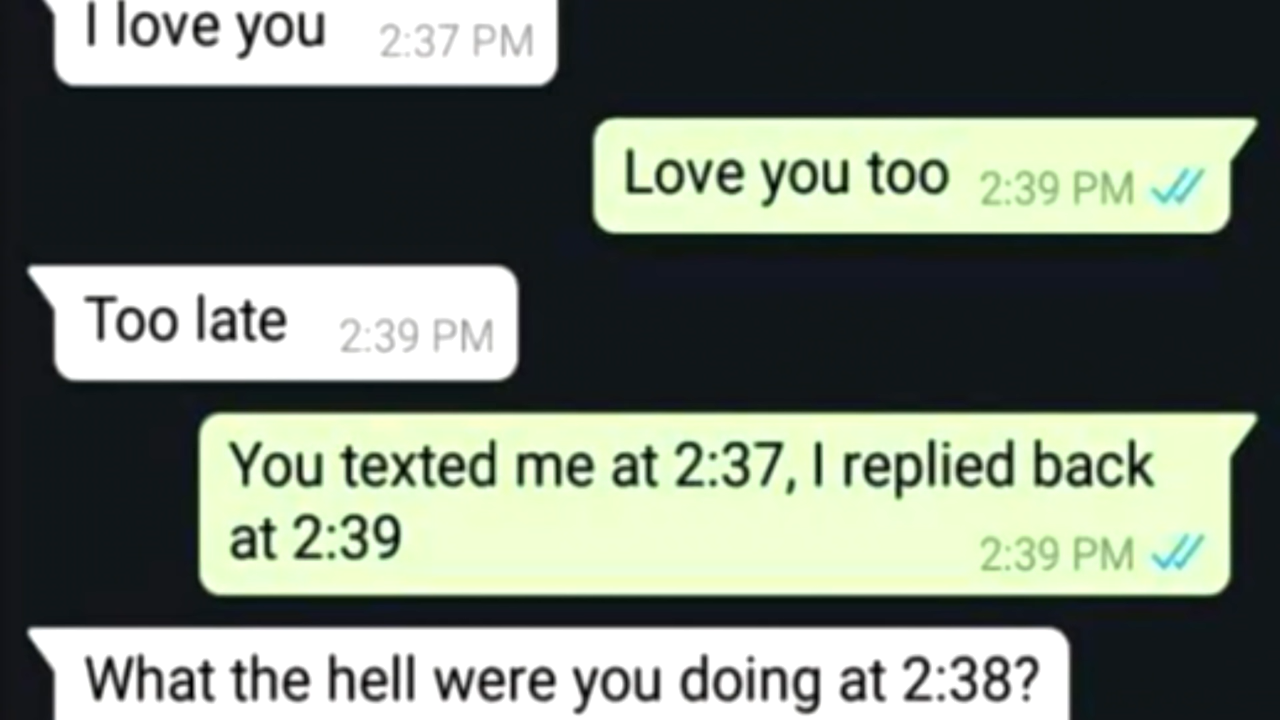 I love you 2:37 PM
Love you too 2:39 PM
Too late 2:39 PM
You texted me at 2:37, I replied back
at 2:39 2:39 PM
What the hell were you doing at 2:38?